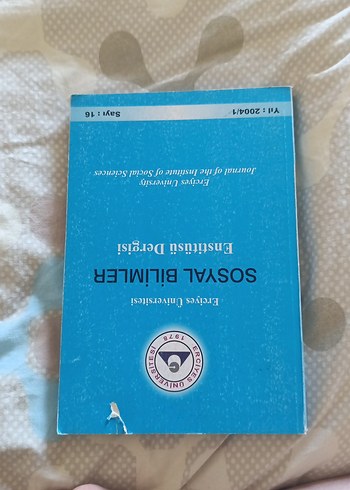 ERCİYES ÜNİVERSİTESİ
1978
Erciyes Üniversitesi
SOSYAL BİLİMLER
Enstitüsü Dergisi
Erciyes University
Journal of the Institute of Social Sciences
Yıl : 2004/1 Sayı : 16